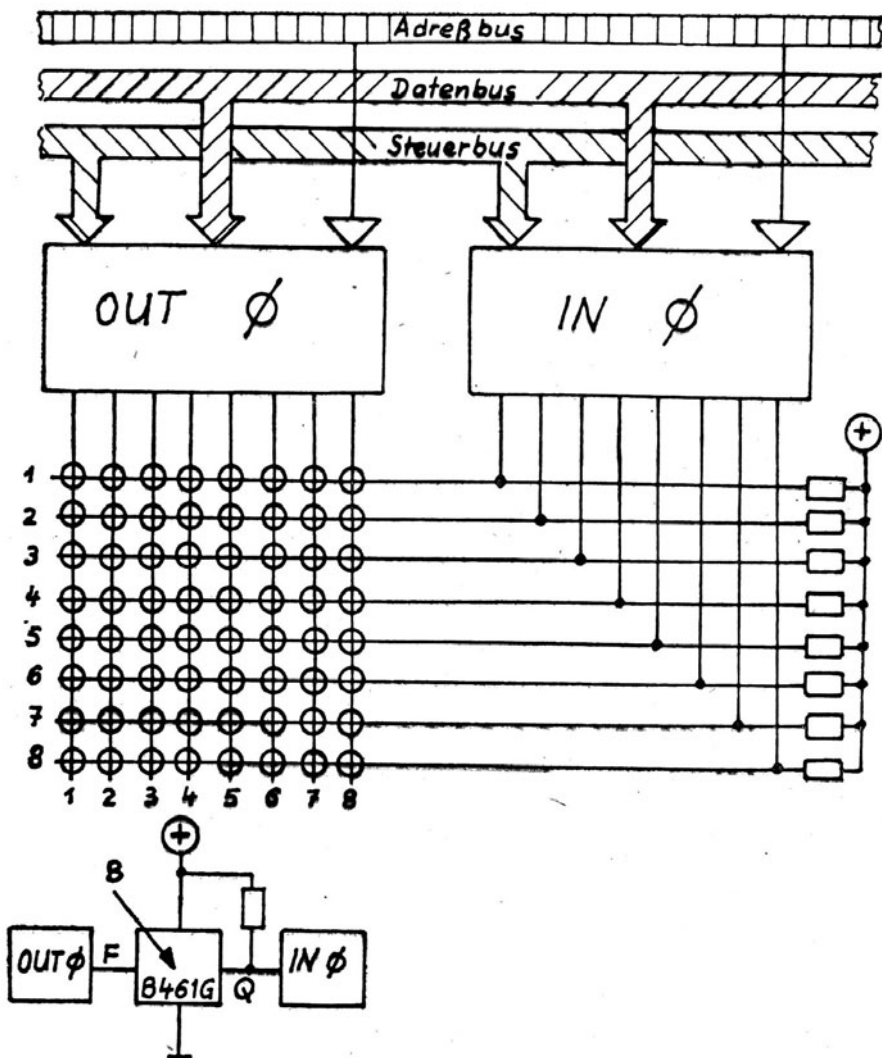 Adreßbus
Datenbus
Steuerbus
OUT Ø
IN Ø
+
1
2
3
4
5
6
7
8
1 2 3 4 5 6 7 8
+
B
OUT Ø
F
B461G
Q
IN Ø